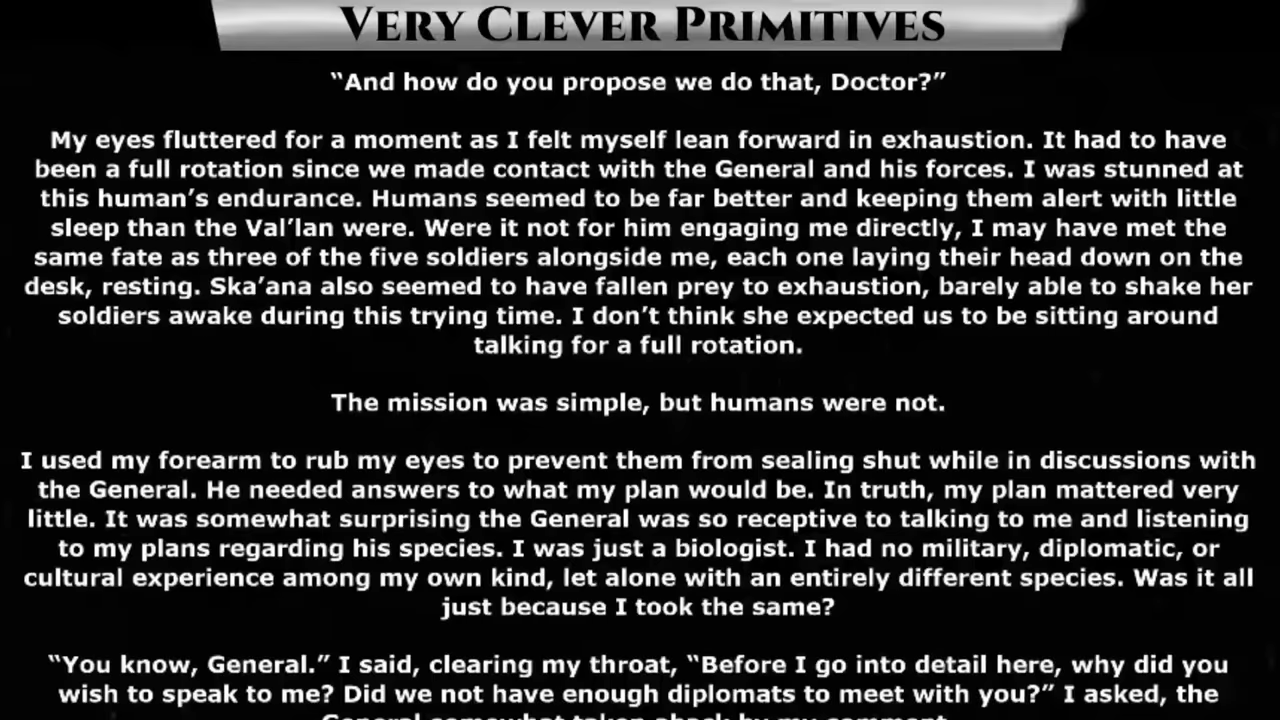 VERY CLEVER PRIMITIVES
“And how do you propose we do that, Doctor?”
My eyes fluttered for a moment as I felt myself lean forward in exhaustion. It had to have
been a full rotation since we made contact with the General and his forces. I was stunned at
this human’s endurance. Humans seemed to be far better and keeping them alert with little
sleep than the Val’lan were. Were it not for him engaging me directly, I may have met the
same fate as three of the five soldiers alongside me, each one laying their head down on the
desk, resting. Ska’ana also seemed to have fallen prey to exhaustion, barely able to shake her
soldiers awake during this trying time. I don’t think she expected us to be sitting around
talking for a full rotation.
The mission was simple, but humans were not.
I used my forearm to rub my eyes to prevent them from sealing shut while in discussions with
the General. He needed answers to what my plan would be. In truth, my plan mattered very
little. It was somewhat surprising the General was so receptive to talking to me and listening
to my plans regarding his species. I was just a biologist. I had no military, diplomatic, or
cultural experience among my own kind, let alone with an entirely different species. Was it all
just because I took the same?
“You know, General.” I said, clearing my throat, “Before I go into detail here, why did you
wish to speak to me? Did we not have enough diplomats to meet with you?” I asked, the
General somewhat taken aback by my comment.